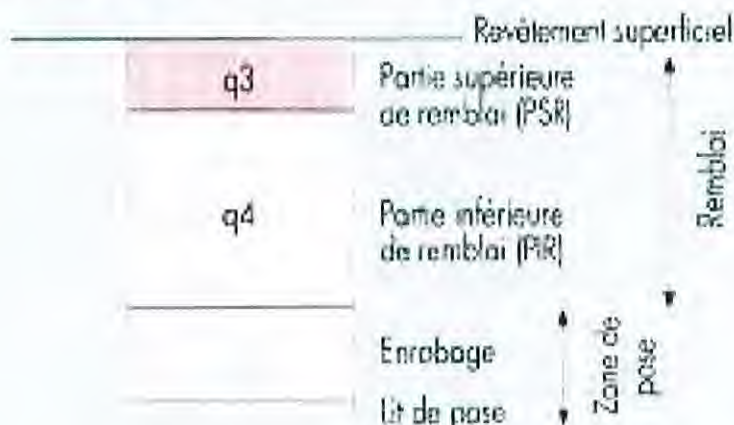 Revêtement superficiel
q3
Partie supérieure
de remblai (PSR)
Remblai
q4
Partie inférieure
de remblai (PIR)
Enrobage
Zone de
pose
Lit de pose